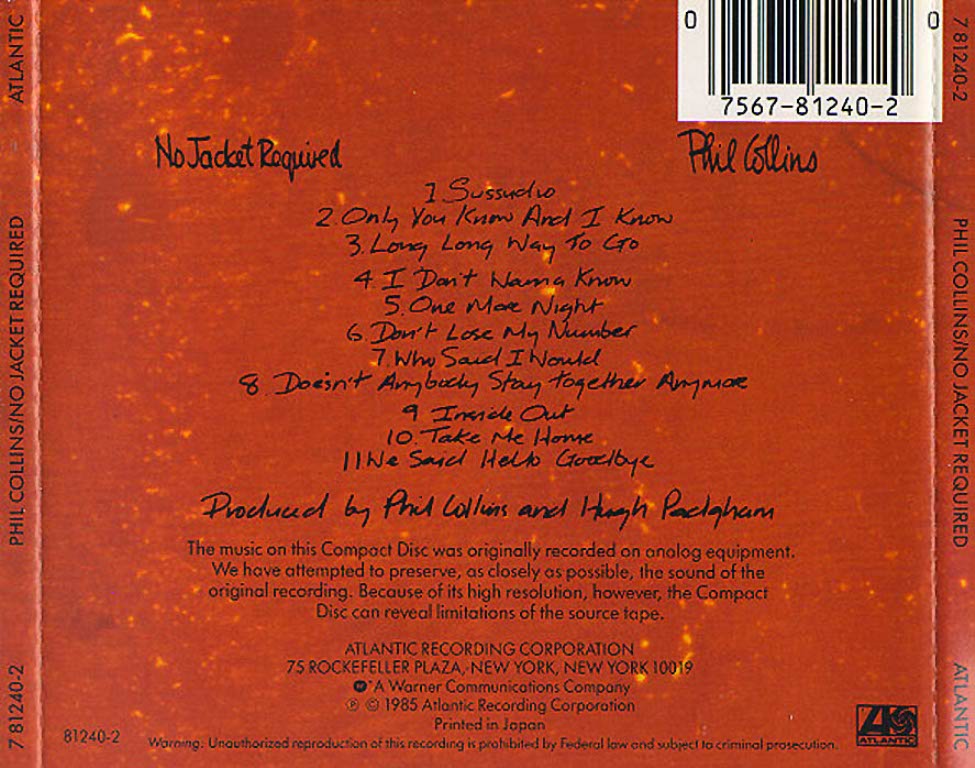 ATLANTIC
PHIL COLLINS/NO JACKET REQUIRED
7 81240-2
0 0
7567-81240-2
No Jacket Required
Phil Collins
1 Sussudio
2. Only You Know And I Know
3. Long Long Way To Go
4 I Don't Wanna Know
5. One More Night
6. Don't Lose My Number
7. Who Said I Would
8. Doesn't Anybody Stay Together Anymore
9 Inside Out
10. Take Me Home
11 We Said Hello Goodbye
Produced by Phil Collins and Hugh Padgham
The music on this Compact Disc was originally recorded on analog equipment.
We have attempted to preserve, as closely as possible, the sound of the
original recording. Because of its high resolution, however, the Compact
Disc can reveal limitations of the source tape.
ATLANTIC RECORDING CORPORATION
75 ROCKEFELLER PLAZA, NEW YORK, NEW YORK 10019
A Warner Communications Company
℗ © 1985 Atlantic Recording Corporation
Printed in Japan
81240-2
Warning: Unauthorized reproduction of this recording is prohibited by Federal law and subject to criminal prosecution.
ATLANTIC
7 81240-2
PHIL COLLINS/NO JACKET REQUIRED
ATLANTIC